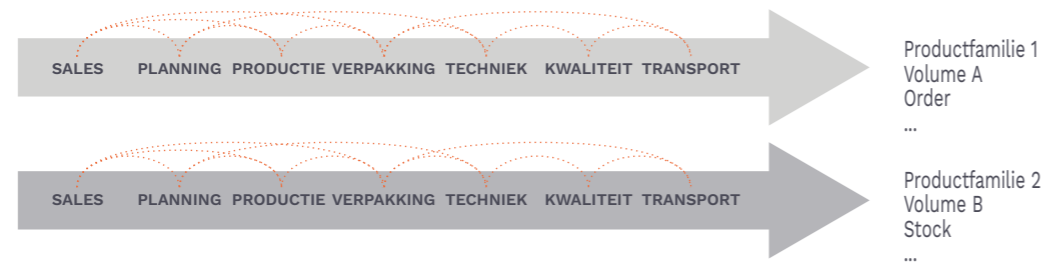 SALES PLANNING PRODUCTIE VERPAKKING TECHNIEK KWALITEIT TRANSPORT
Productfamilie 1
Volume A
Order
...
SALES PLANNING PRODUCTIE VERPAKKING TECHNIEK KWALITEIT TRANSPORT
Productfamilie 2
Volume B
Stock
...